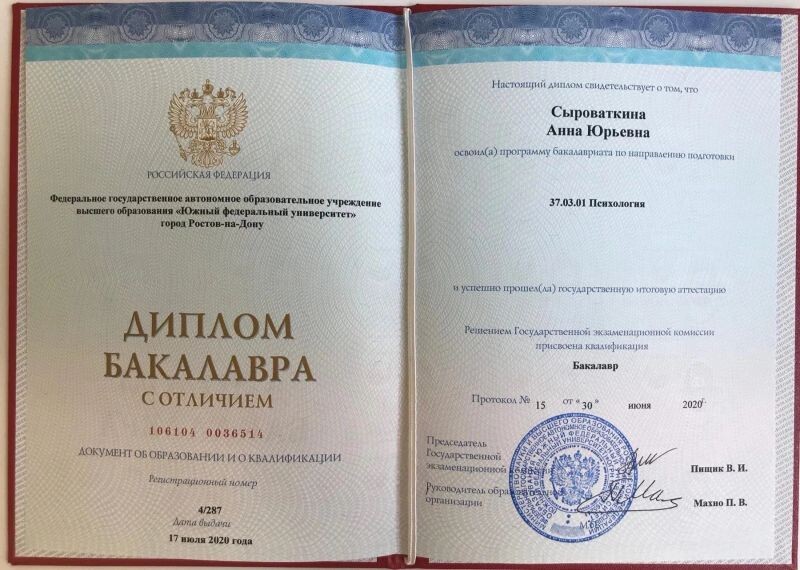 РОССИЙСКАЯ ФЕДЕРАЦИЯ
Федеральное государственное автономное образовательное учреждение
высшего образования «Южный федеральный университет»
город Ростов-на-Дону
ДИПЛОМ
БАКАЛАВРА
С ОТЛИЧИЕМ
106104 0036514
ДОКУМЕНТ ОБ ОБРАЗОВАНИИ И О КВАЛИФИКАЦИИ
Регистрационный номер
4/287
Дата выдачи
17 июля 2020 года
Настоящий диплом свидетельствует о том, что
Сыроваткина
Анна Юрьевна
освоил(а) программу бакалавриата по направлению подготовки
37.03.01 Психология
и успешно прошел(ла) государственную итоговую аттестацию
Решением Государственной экзаменационной комиссии
присвоена квалификация
Бакалавр
Протокол № 15 от « 30 » июня 2020 г.
Председатель
Государственной
экзаменационной
Пищик В. И.
Руководитель
организации
Махно П. В.